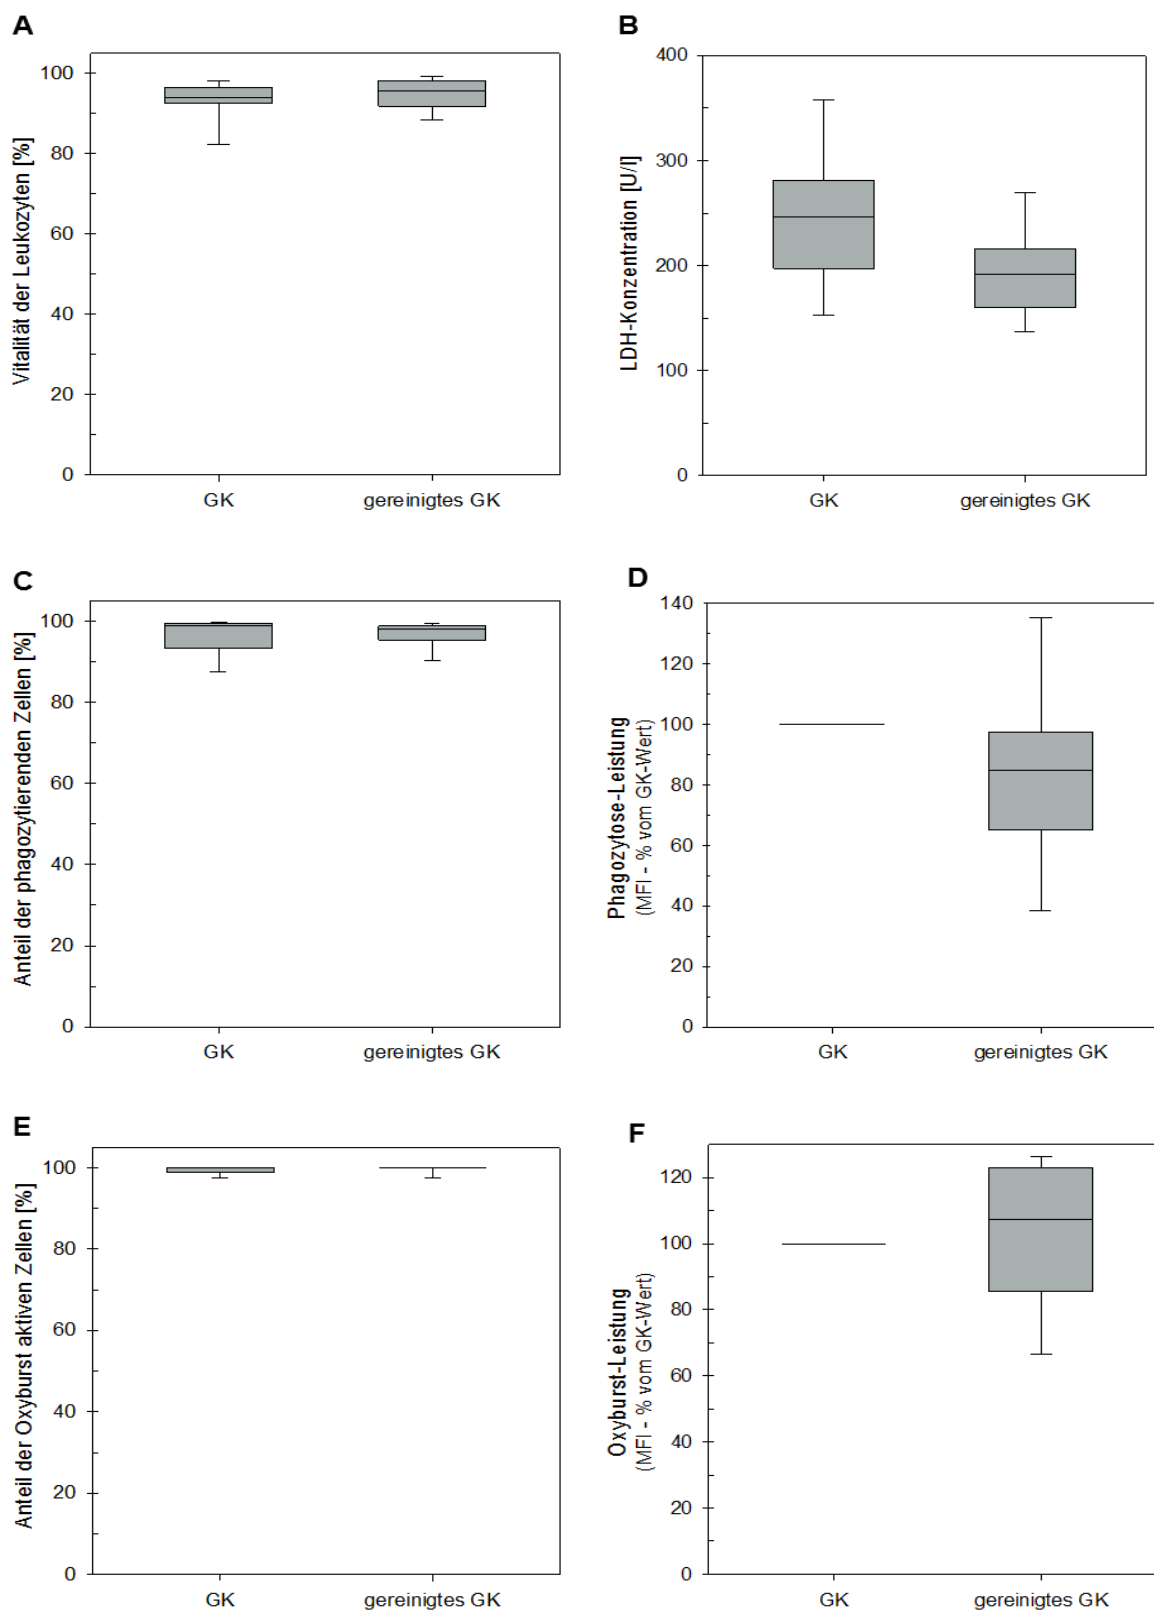 A
Vitalität der Leukozyten [%]
100
80
60
40
20
0
GK
gereinigtes GK
B
LDH-Konzentration [U/l]
400
300
200
100
0
GK
gereinigtes GK
C
Anteil der phagozytierenden Zellen [%]
100
80
60
40
20
0
GK
gereinigtes GK
D
Phagozytose-Leistung
(MFI - % vom GK-Wert)
140
120
100
80
60
40
20
0
GK
gereinigtes GK
E
Anteil der Oxyburst aktiven Zellen [%]
100
80
60
40
20
0
GK
gereinigtes GK
F
Oxyburst-Leistung
(MFI - % vom GK-Wert)
120
100
80
60
40
20
0
GK
gereinigtes GK